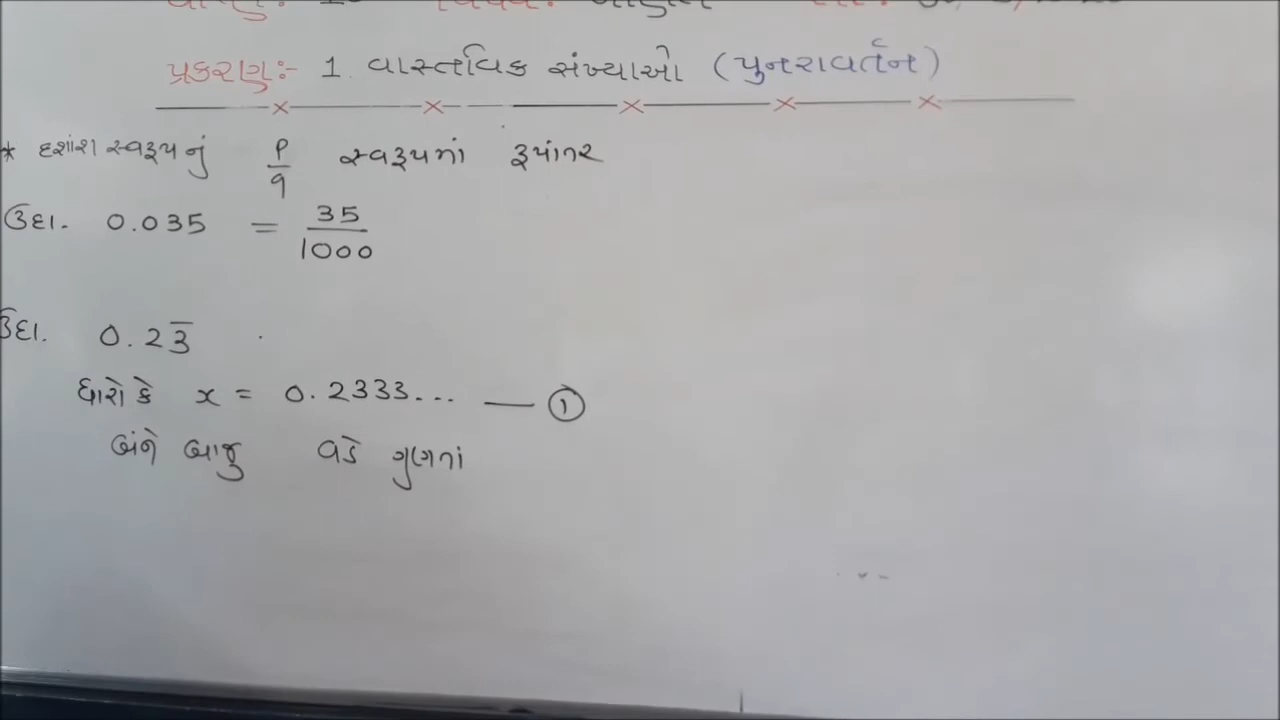 પ્રકરણ:- 1. વાસ્તવિક સંખ્યાઓ (પુનરાવર્તન)
* દશાંશ સ્વરૂપનું p/q સ્વરૂપમાં રૂપાંતર
ઉદા. 0.035 = 35/1000
ઉદા. 0.23̅
ધારો કે x = 0.2333... — ①
બંને બાજુ વડે ગુણતાં